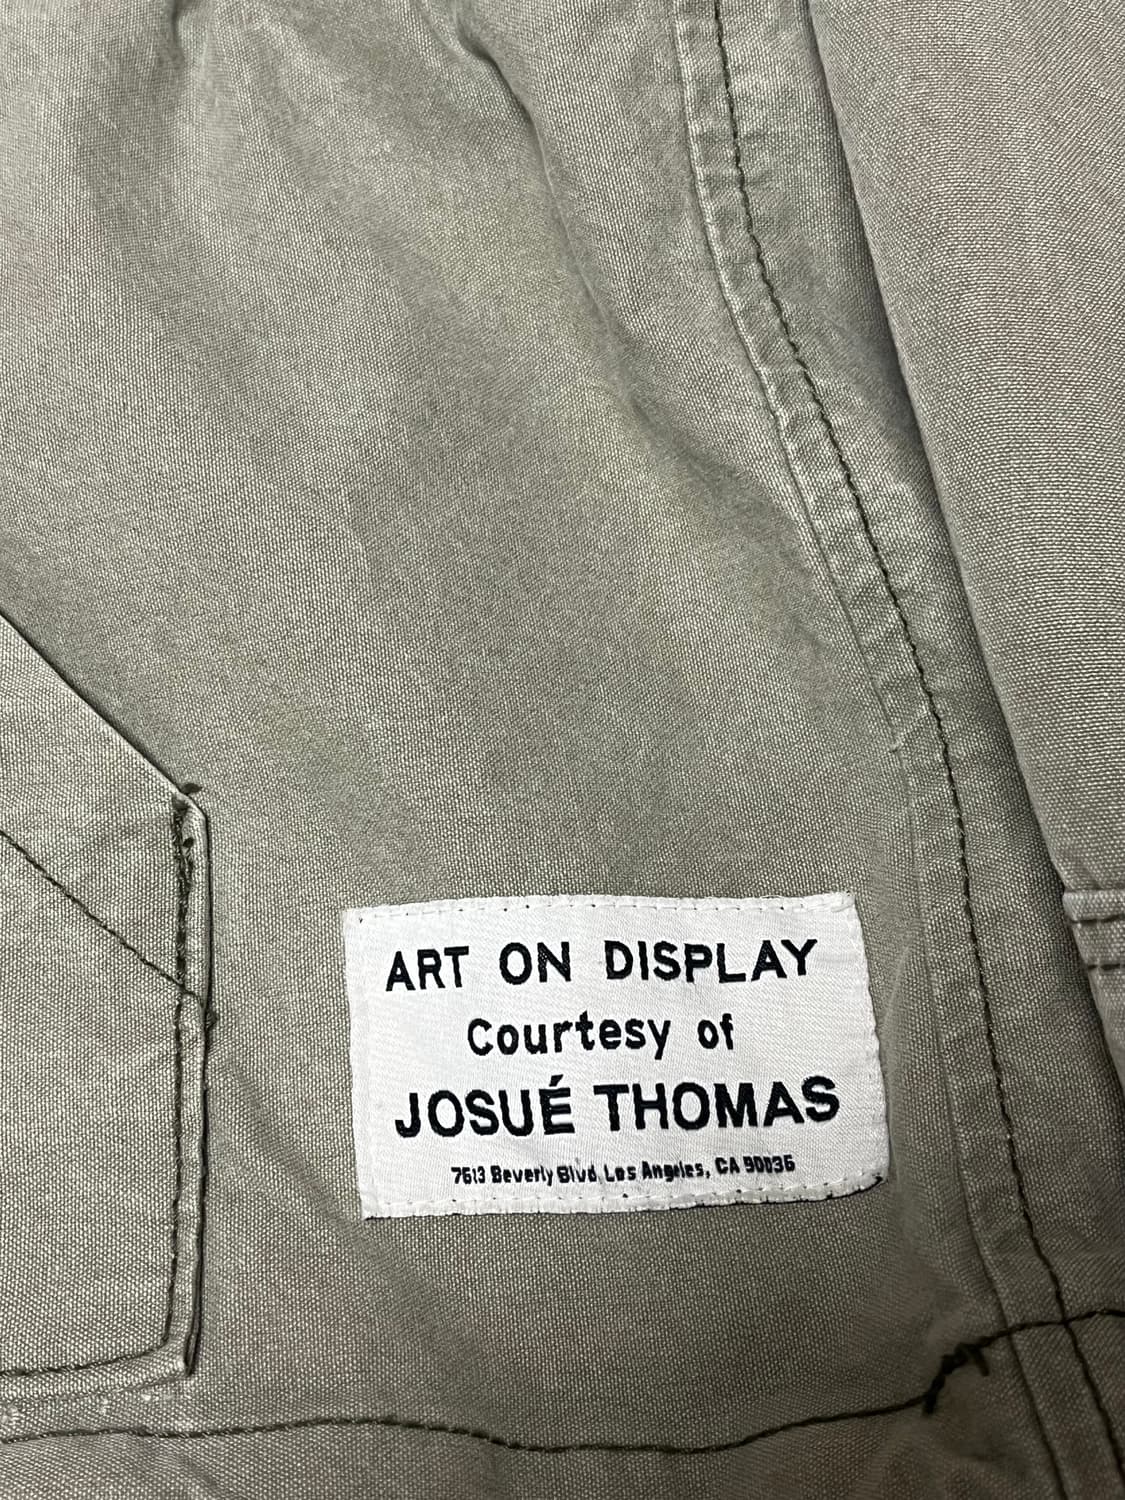 ART ON DISPLAY
Courtesy of
JOSUÉ THOMAS
7613 Beverly Blvd, Los Angeles, CA 90036